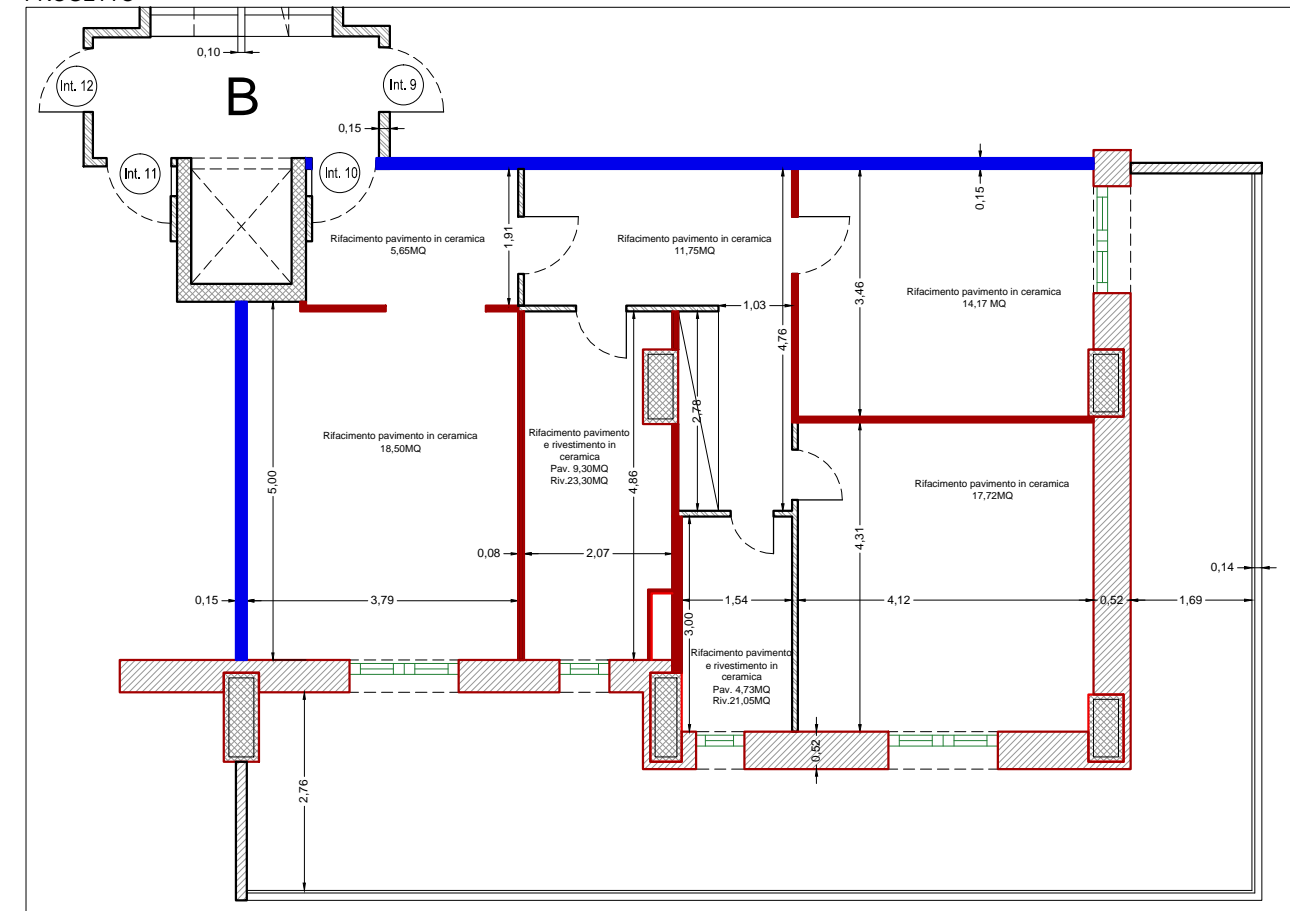 0,10
Int. 12
B
Int. 9
0,15
Int. 11
Int. 10
0,15
Rifacimento pavimento in ceramica
5,65MQ
1,91
Rifacimento pavimento in ceramica
11,75MQ
3,46
Rifacimento pavimento in ceramica
14,17 MQ
1,03
4,76
2,78
Rifacimento pavimento in ceramica
18,50MQ
5,00
Rifacimento pavimento
e rivestimento in
ceramica
Pav. 9,30MQ
Riv.23,30MQ
4,86
Rifacimento pavimento in ceramica
17,72MQ
4,31
0,08
2,07
0,14
0,15
3,79
1,54
4,12
0,52
1,69
3,00
Rifacimento pavimento
e rivestimento in
ceramica
Pav. 4,73MQ
Riv.21,05MQ
0,52
2,76